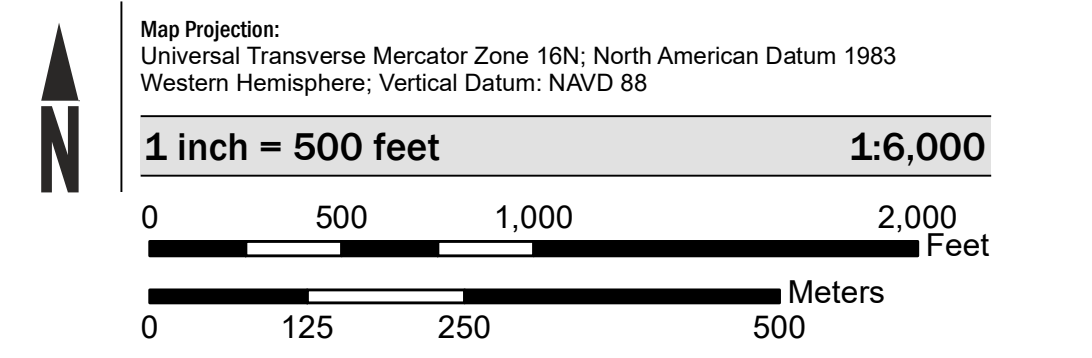 Map Projection:
Universal Transverse Mercator Zone 16N; North American Datum 1983
Western Hemisphere; Vertical Datum: NAVD 88
N
1 inch = 500 feet 1:6,000
0 500 1,000 2,000
Feet
Meters
0 125 250 500